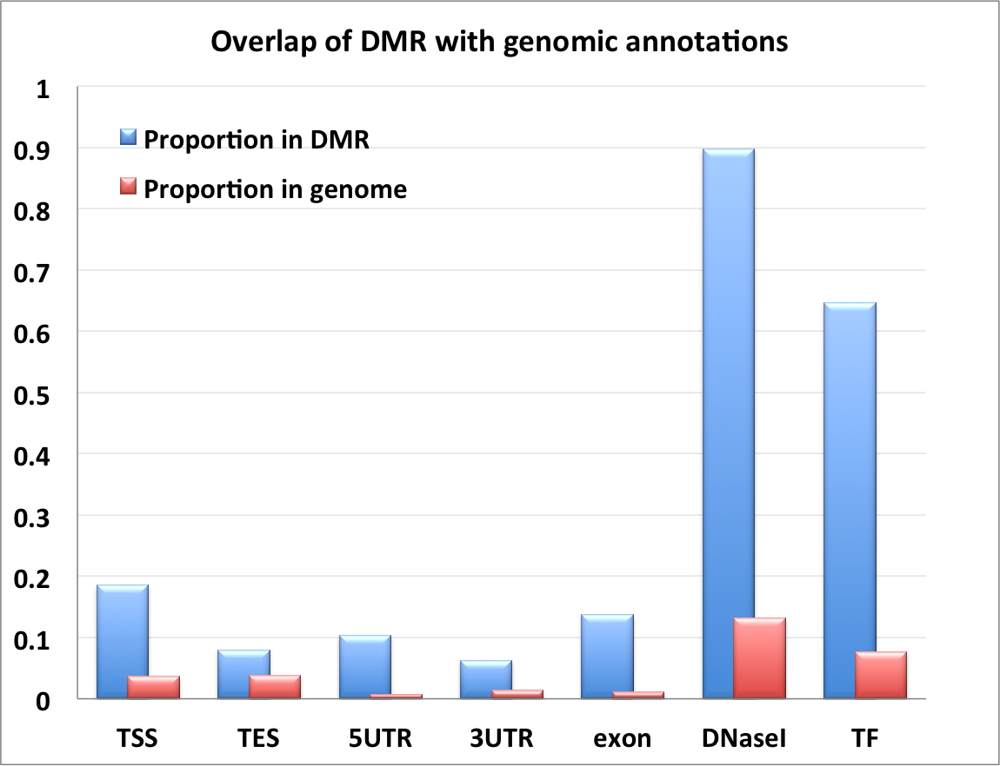 Overlap of DMR with genomic annotations
1
Proportion in DMR
0.9
Proportion in genome
0.8
0.7
0.6
0.5
0.4
0.3
0.2
0.1
0
TSS TES 5UTR 3UTR exon DNaseI TF